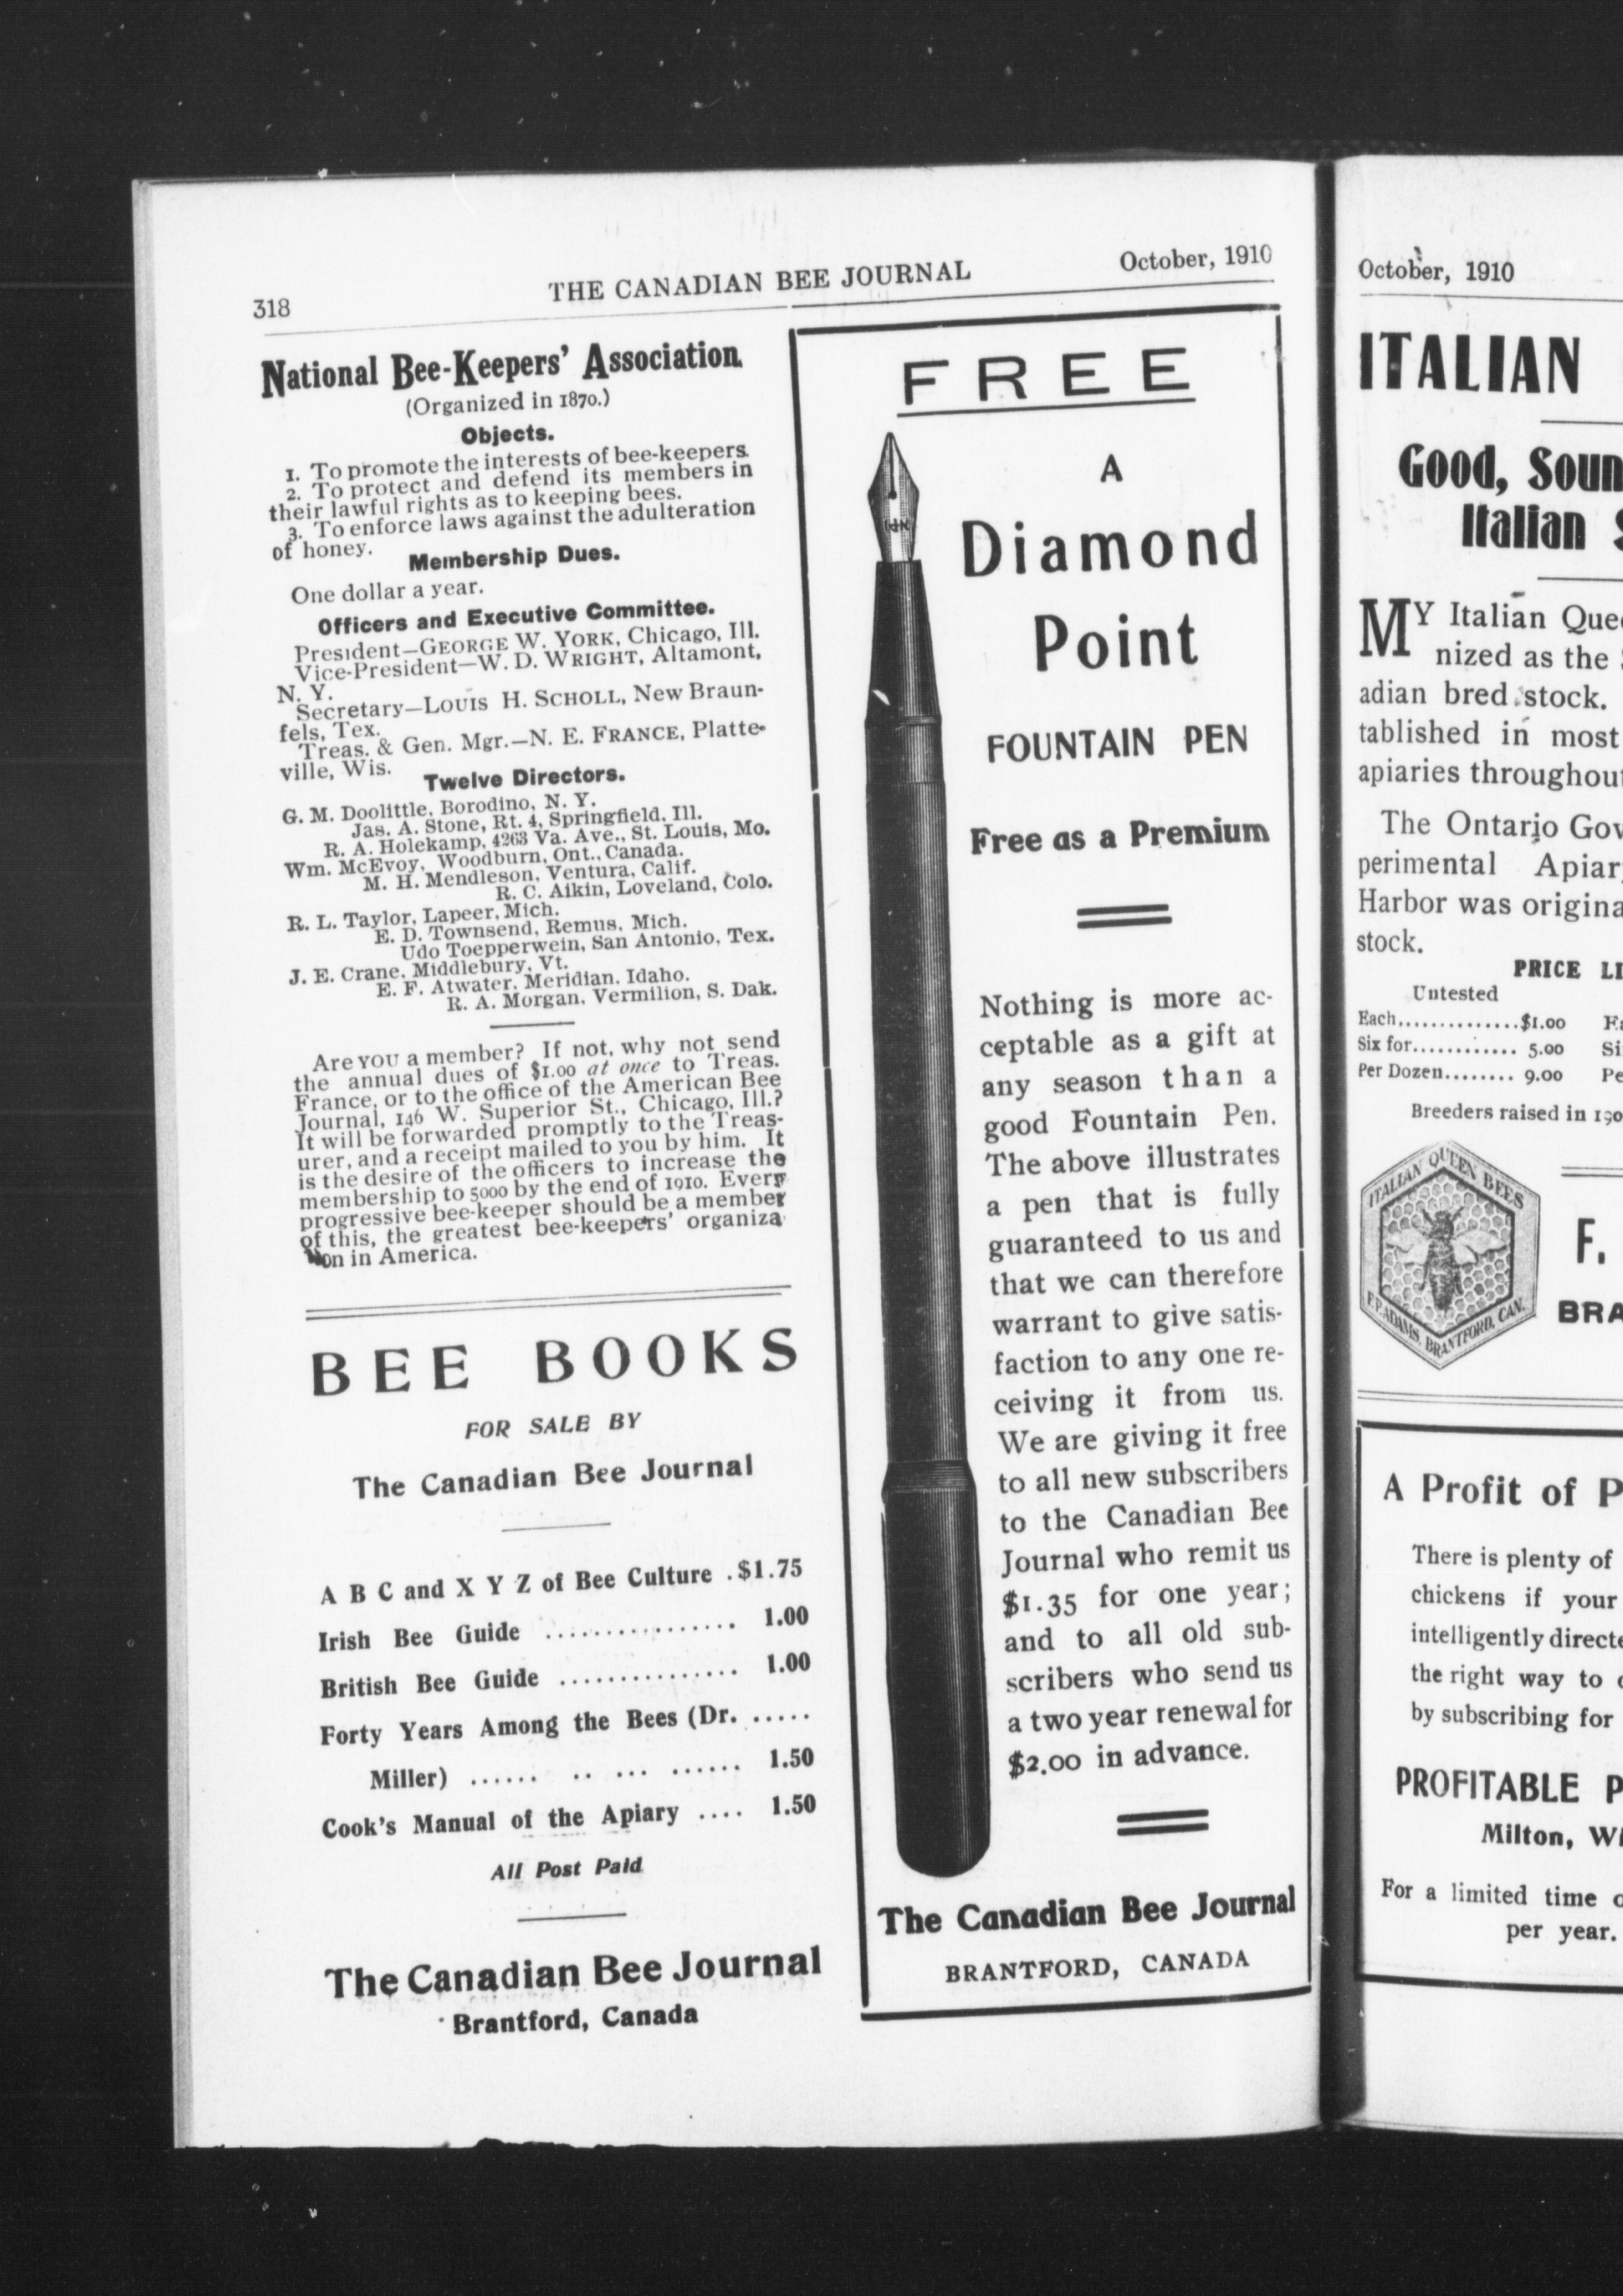 318
THE CANADIAN BEE JOURNAL
October, 1910
National Bee-Keepers' Association
(Organized in 1870.)
Objects.
1. To promote the interests of bee-keepers.
2. To protect and defend its members in
their lawful rights as to keeping bees.
3. To enforce laws against the adulteration
of honey.
Membership Dues.
One dollar a year.
Officers and Executive Committee.
President—GEORGE W. YORK, Chicago, Ill.
Vice-President—W. D. WRIGHT, Altamont,
N. Y.
Secretary—LOUIS H. SCHOLL, New Braun-
fels, Tex.
Treas. & Gen. Mgr.—N. E. FRANCE, Platte-
ville, Wis.
Twelve Directors.
G. M. Doolittle, Borodino, N. Y.
Jas. A. Stone, Rt. 4, Springfield, Ill.
R. A. Holekamp, 4263 Va. Ave., St. Louis, Mo.
Wm. McEvoy, Woodburn, Ont., Canada.
M. H. Mendleson, Ventura, Calif.
R. C. Aikin, Loveland, Colo.
R. L. Taylor, Lapeer, Mich.
E. D. Townsend, Remus, Mich.
Udo Toepperwein, San Antonio, Tex.
J. E. Crane, Middlebury, Vt.
E. F. Atwater, Meridian, Idaho.
R. A. Morgan, Vermilion, S. Dak.
Are YOU a member? If not, why not send
the annual dues of $1.00 at once to Treas.
France, or to the office of the American Bee
Journal, 146 W. Superior St., Chicago, Ill.?
It will be forwarded promptly to the Treas-
urer, and a receipt mailed to you by him. It
is the desire of the officers to increase the
membership to 5000 by the end of 1910. Every
progressive bee-keeper should be a member
of this, the greatest bee-keepers' organiza
on in America.
BEE BOOKS
FOR SALE BY
The Canadian Bee Journal
A B C and X Y Z of Bee Culture .$1.75
Irish Bee Guide ................ 1.00
British Bee Guide ............... 1.00
Forty Years Among the Bees (Dr. .....
Miller) ...... .. ... ...... 1.50
Cook's Manual of the Apiary .... 1.50
All Post Paid
The Canadian Bee Journal
Brantford, Canada
FREE
A
Diamond
Point
FOUNTAIN PEN
Free as a Premium
Nothing is more ac-
ceptable as a gift at
any season than a
good Fountain Pen.
The above illustrates
a pen that is fully
guaranteed to us and
that we can therefore
warrant to give satis-
faction to any one re-
ceiving it from us.
We are giving it free
to all new subscribers
to the Canadian Bee
Journal who remit us
$1.35 for one year;
and to all old sub-
scribers who send us
a two year renewal for
$2.00 in advance.
The Canadian Bee Journal
BRANTFORD, CANADA
October, 1910
ITALIAN
Good, Soun
Italian S
MY Italian Quee
nized as the
adian bred stock.
tablished in most
apiaries throughout
The Ontario Gov
perimental Apiar
Harbor was origina
stock.
PRICE LI
Untested
Each..............$1.00
Six for............ 5.00 Si
Per Dozen........ 9.00 Pe
Breeders raised in 190
ITALIAN QUEEN BEES
F.P. ADAMS, BRANTFORD, CAN.
F.
BRA
A Profit of P
There is plenty of
chickens if your
intelligently directe
the right way to
by subscribing for
PROFITABLE P
Milton, Wi
For a limited time
per year.